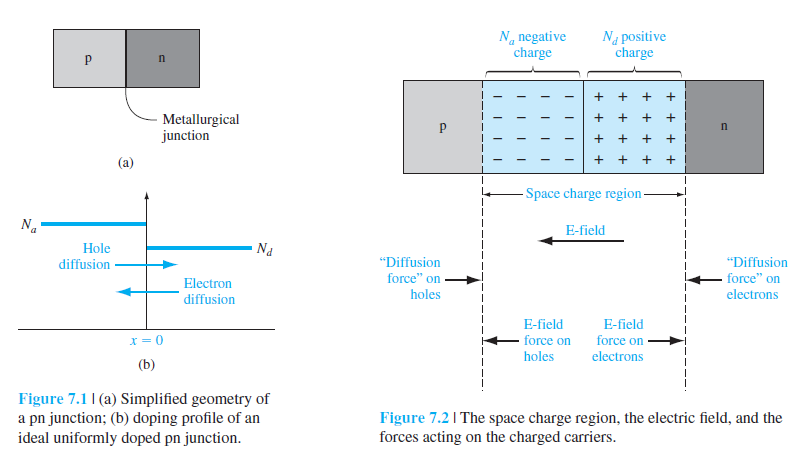 p
n
Metallurgical
junction
(a)
Nₐ
Hole
diffusion
N_d
Electron
diffusion
x = 0
(b)
Figure 7.1 | (a) Simplified geometry of
a pn junction; (b) doping profile of an
ideal uniformly doped pn junction.
Nₐ negative
charge
N_d positive
charge
p
− − − − + + + +
− − − − + + + +
− − − − + + + +
− − − − + + + +
n
Space charge region
E-field
“Diffusion
force” on
holes
“Diffusion
force” on
electrons
E-field
force on
holes
E-field
force on
electrons
Figure 7.2 | The space charge region, the electric field, and the
forces acting on the charged carriers.